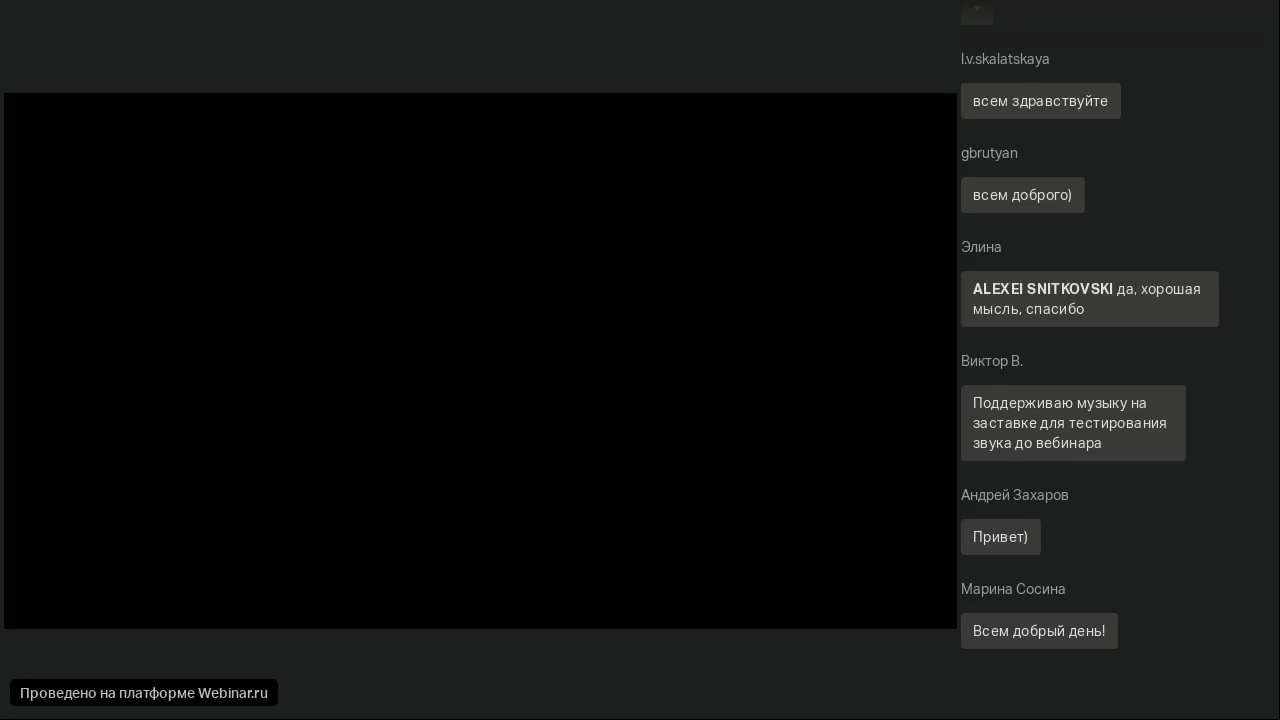 +
l.v.skalatskaya
всем здравствуйте
gbrutyan
всем доброго)
Элина
ALEXEI SNITKOVSKI да, хорошая
мысль, спасибо
Виктор В.
Поддерживаю музыку на
заставке для тестирования
звука до вебинара
Андрей Захаров
Привет)
Марина Сосина
Всем добрый день!
Проведено на платформе Webinar.ru